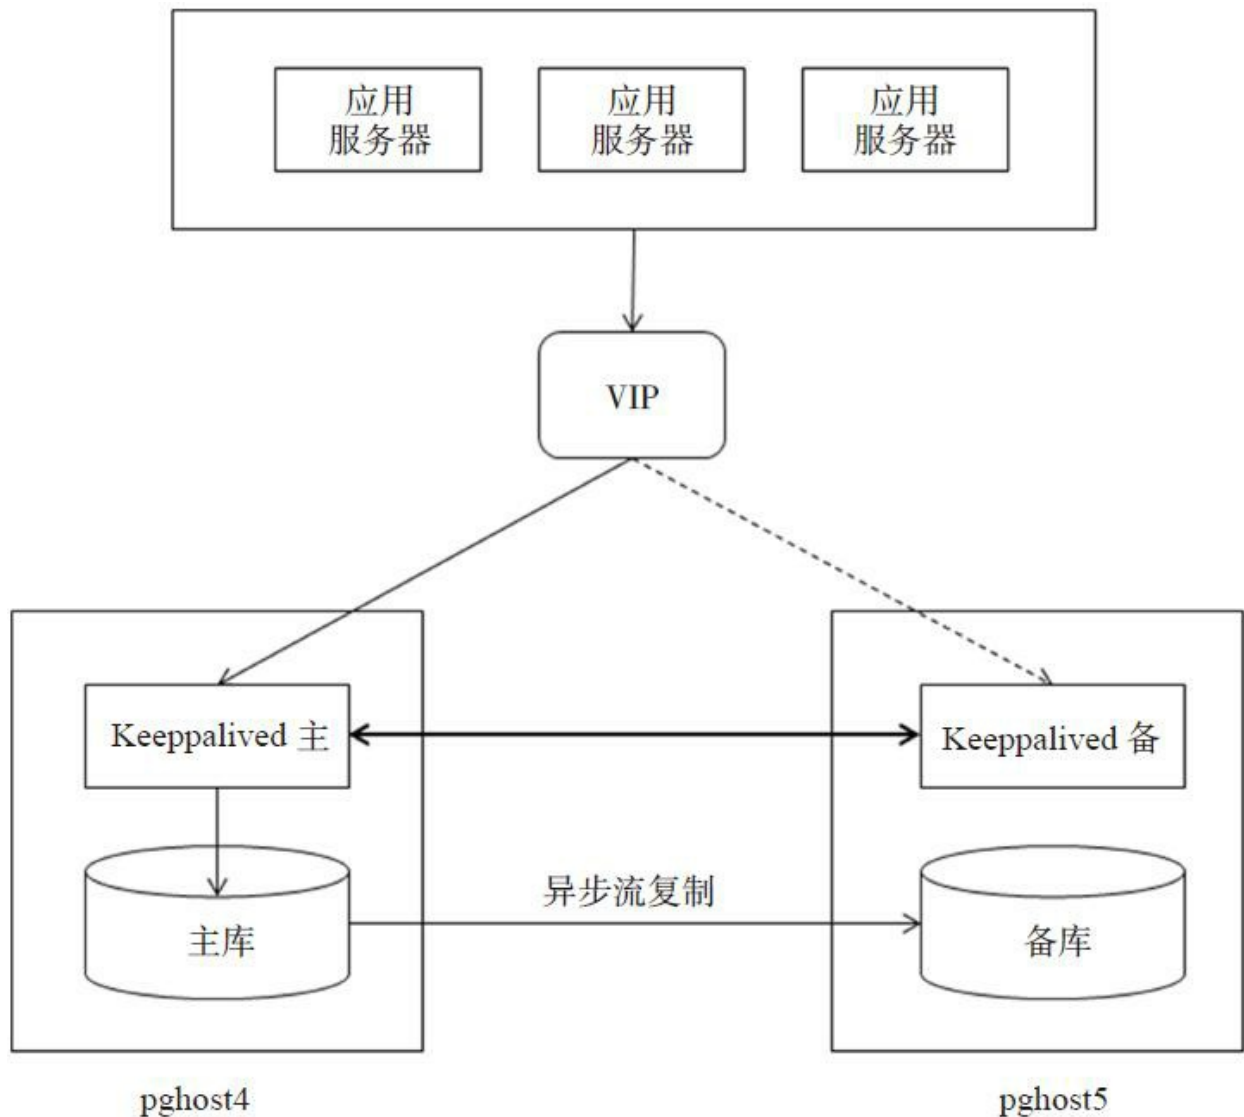 应用
服务器
应用
服务器
应用
服务器
VIP
Keeppalived 主
Keeppalived 备
异步流复制
主库
备库
pghost4
pghost5